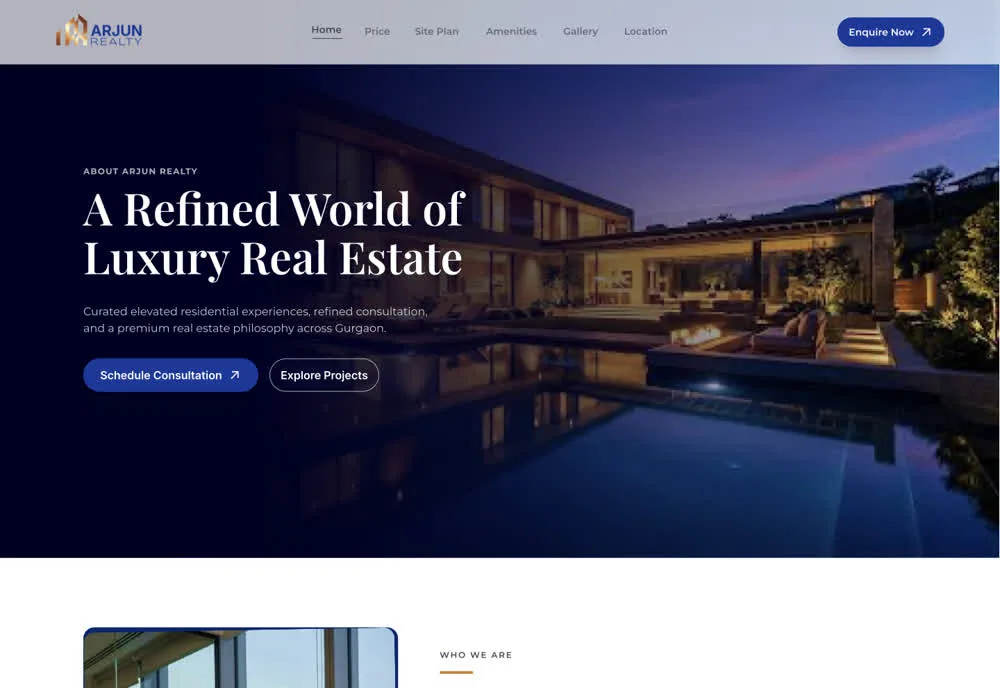 ARJUN
REALTY
Home
Price
Site Plan
Amenities
Gallery
Location
Enquire Now
ABOUT ARJUN REALTY
A Refined World of
Luxury Real Estate
Curated elevated residential experiences, refined consultation,
and a premium real estate philosophy across Gurgaon.
Schedule Consultation
Explore Projects
WHO WE ARE